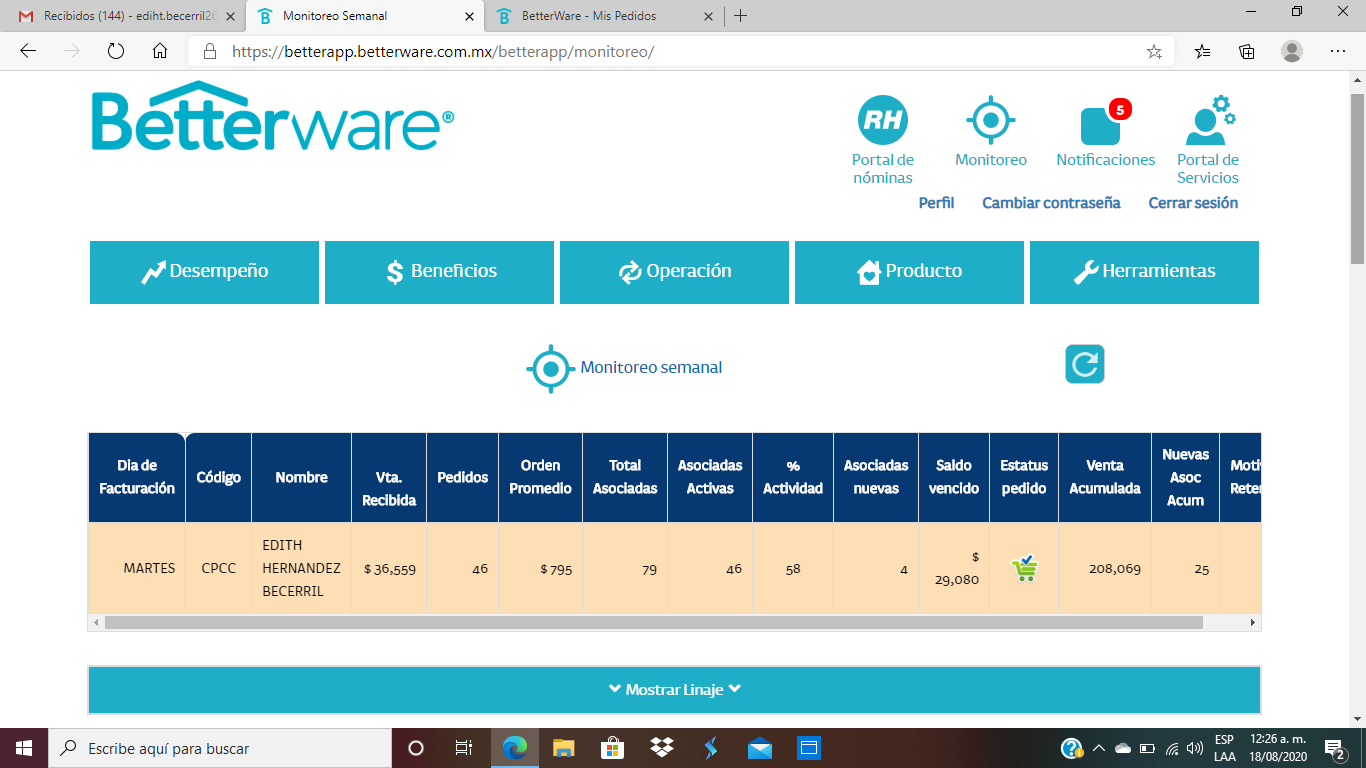 Recibidos (144) - ediht.becerril26
Monitoreo Semanal
BetterWare - Mis Pedidos
https://betterapp.betterware.com.mx/betterapp/monitoreo/
Betterware®
RH
5
Portal de
nóminas
Monitoreo
Notificaciones
Portal de
Servicios
Perfil
Cambiar contraseña
Cerrar sesión
Desempeño
$ Beneficios
Operación
Producto
Herramientas
Monitoreo semanal
Dia de
Facturación
Código
Nombre
Vta.
Recibida
Pedidos
Orden
Promedio
Total
Asociadas
Asociadas
Activas
%
Actividad
Asociadas
nuevas
Saldo
vencido
Estatus
pedido
Venta
Acumulada
Nuevas
Asoc
Acum
Moti
Reter
MARTES
CPCC
EDITH
HERNANDEZ
BECERRIL
$ 36,559
46
$ 795
79
46
58
4
$
29,080
208,069
25
Mostrar Linaje
Escribe aquí para buscar
ESP
LAA
12:26 a. m.
18/08/2020
2